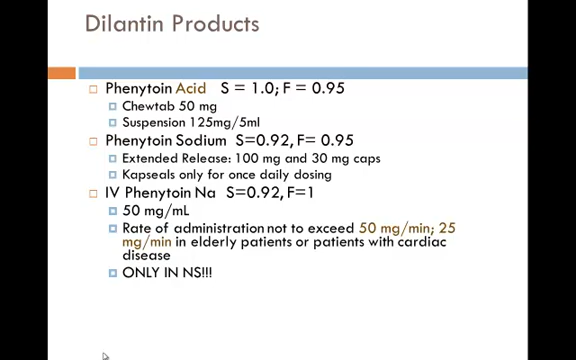 Dilantin Products
Phenytoin Acid S = 1.0; F = 0.95
Chewtab 50 mg
Suspension 125mg/5ml
Phenytoin Sodium S=0.92, F= 0.95
Extended Release: 100 mg and 30 mg caps
Kapseals only for once daily dosing
IV Phenytoin Na S=0.92, F=1
50 mg/mL
Rate of administration not to exceed 50 mg/min; 25
mg/min in elderly patients or patients with cardiac
disease
ONLY IN NS!!!